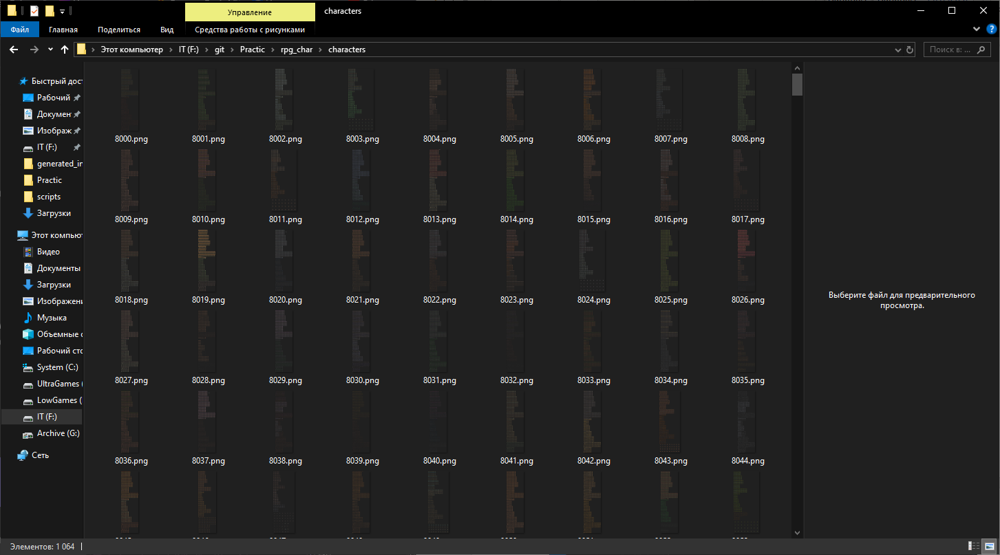 Управление
characters
Файл
Главная
Поделиться
Вид
Средства работы с рисунками
Этот компьютер
IT (F:)
git
Practic
rpg_char
characters
Поиск в: ...
Быстрый дост
Рабочий
Докумен
Изображ
IT (F:)
generated_in
Practic
scripts
Загрузки
Этот компьют
Видео
Документы
Загрузки
Изображени
Музыка
Объемные о
Рабочий сто
System (C:)
UltraGames (
LowGames (
IT (F:)
Archive (G:)
Сеть
8000.png 8001.png 8002.png 8003.png 8004.png 8005.png 8006.png 8007.png 8008.png
8009.png 8010.png 8011.png 8012.png 8013.png 8014.png 8015.png 8016.png 8017.png
8018.png 8019.png 8020.png 8021.png 8022.png 8023.png 8024.png 8025.png 8026.png
8027.png 8028.png 8029.png 8030.png 8031.png 8032.png 8033.png 8034.png 8035.png
8036.png 8037.png 8038.png 8039.png 8040.png 8041.png 8042.png 8043.png 8044.png
Выберите файл для предварительного
просмотра.
Элементов: 1 064